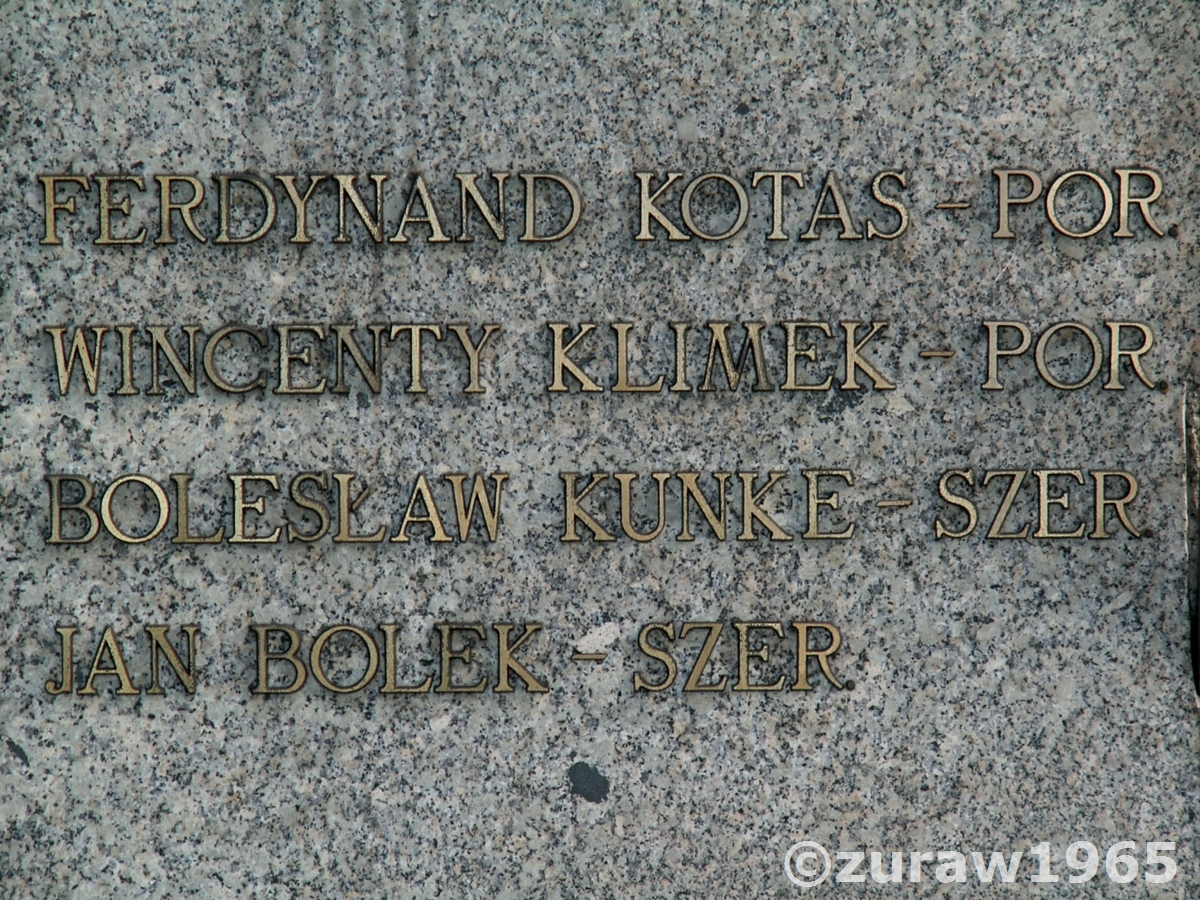 FERDYNAND KOTAS - POR.
WINCENTY KLIMEK - POR.
BOLESŁAW KUNKE - SZER.
JAN BOLEK - SZER.
©zuraw1965